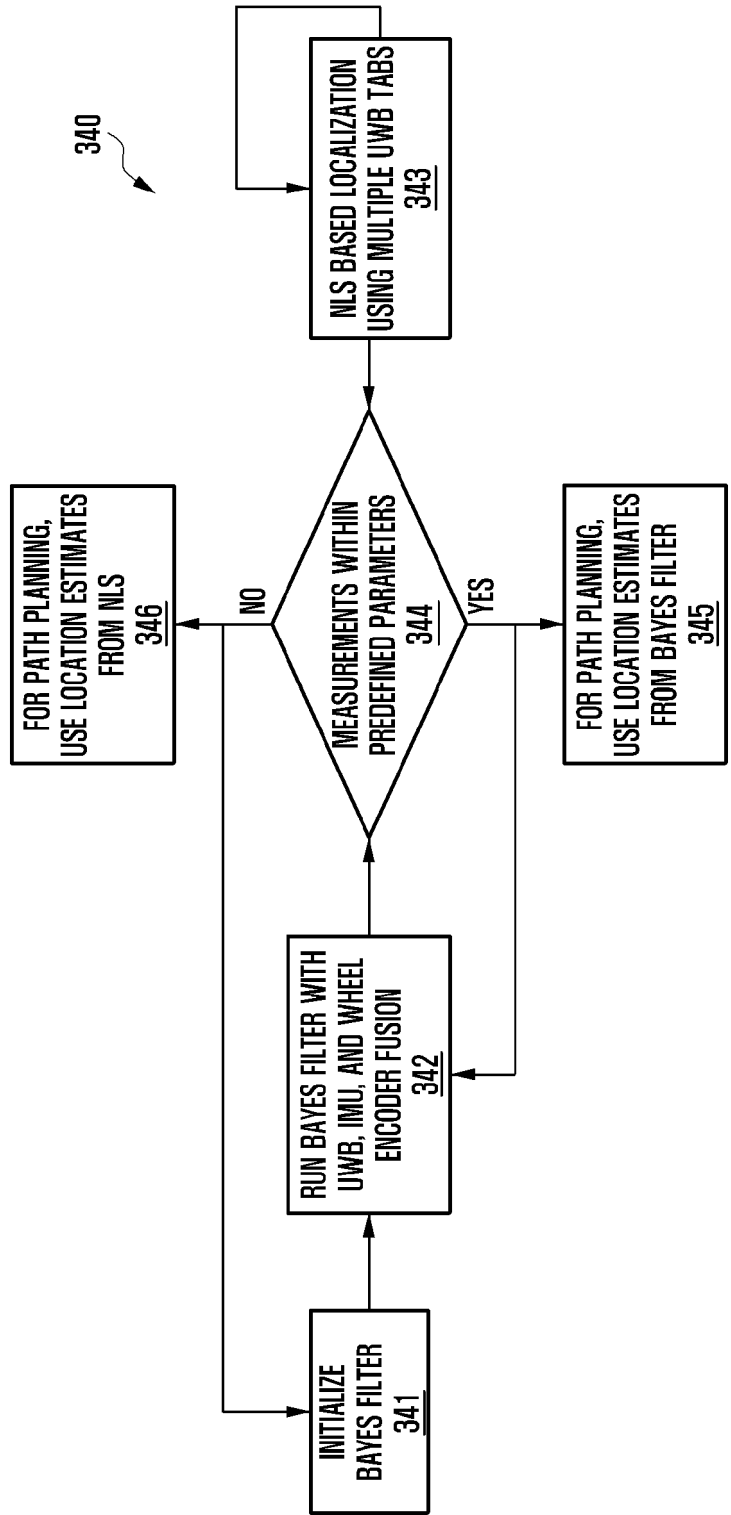 340
INITIALIZE
BAYES FILTER
341
RUN BAYES FILTER WITH
UWB, IMU, AND WHEEL
ENCODER FUSION
342
MEASUREMENTS WITHIN
PREDEFINED PARAMETERS
344
NO
YES
FOR PATH PLANNING,
USE LOCATION ESTIMATES
FROM NLS
346
FOR PATH PLANNING,
USE LOCATION ESTIMATES
FROM BAYES FILTER
345
NLS BASED LOCALIZATION
USING MULTIPLE UWB TABS
343